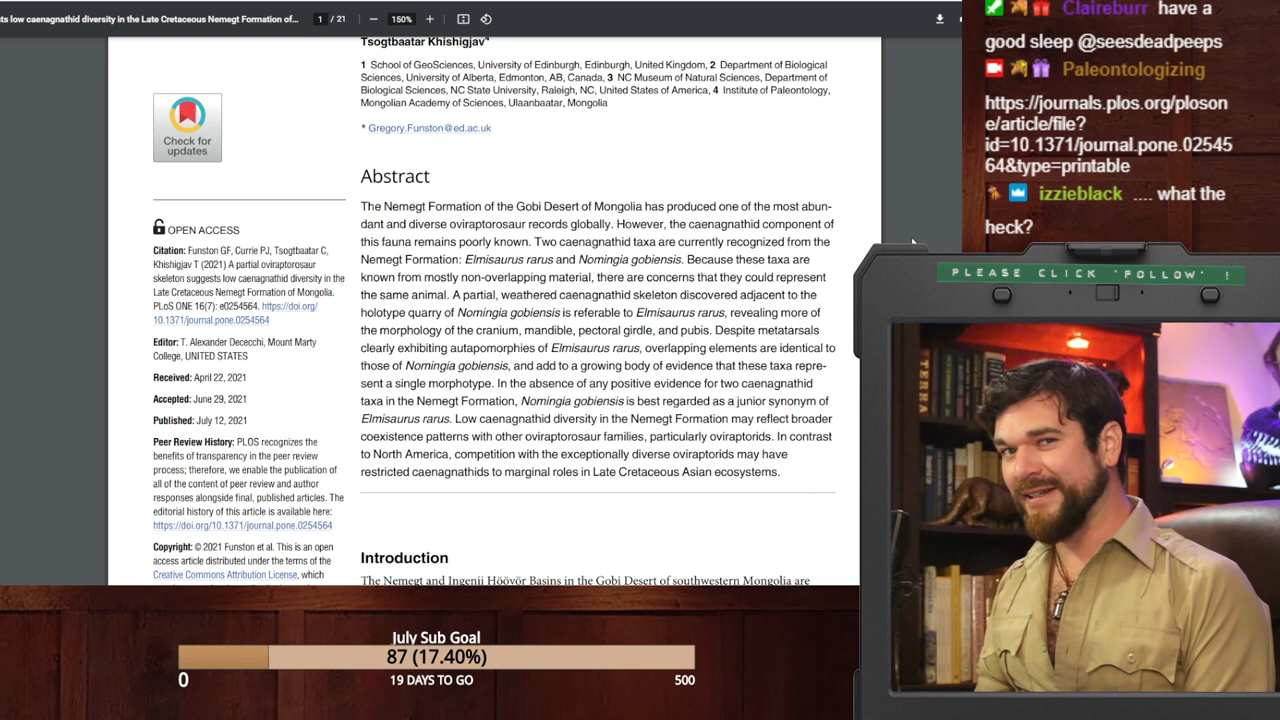 ts low caenagnathid diversity in the Late Cretaceous Nemegt Formation of...
1 / 21
150%
Tsogtbaatar Khishigjav⁴
1 School of GeoSciences, University of Edinburgh, Edinburgh, United Kingdom, 2 Department of Biological
Sciences, University of Alberta, Edmonton, AB, Canada, 3 NC Museum of Natural Sciences, Department of
Biological Sciences, NC State University, Raleigh, NC, United States of America, 4 Institute of Paleontology,
Mongolian Academy of Sciences, Ulaanbaatar, Mongolia
* Gregory.Funston@ed.ac.uk
Check for
updates
Abstract
The Nemegt Formation of the Gobi Desert of Mongolia has produced one of the most abun-
dant and diverse oviraptorosaur records globally. However, the caenagnathid component of
this fauna remains poorly known. Two caenagnathid taxa are currently recognized from the
Nemegt Formation: Elmisaurus rarus and Nomingia gobiensis. Because these taxa are
known from mostly non-overlapping material, there are concerns that they could represent
the same animal. A partial, weathered caenagnathid skeleton discovered adjacent to the
holotype quarry of Nomingia gobiensis is referable to Elmisaurus rarus, revealing more of
the morphology of the cranium, mandible, pectoral girdle, and pubis. Despite metatarsals
clearly exhibiting autapomorphies of Elmisaurus rarus, overlapping elements are identical to
those of Nomingia gobiensis, and add to a growing body of evidence that these taxa repre-
sent a single morphotype. In the absence of any positive evidence for two caenagnathid
taxa in the Nemegt Formation, Nomingia gobiensis is best regarded as a junior synonym of
Elmisaurus rarus. Low caenagnathid diversity in the Nemegt Formation may reflect broader
coexistence patterns with other oviraptorosaur families, particularly oviraptorids. In contrast
to North America, competition with the exceptionally diverse oviraptorids may have
restricted caenagnathids to marginal roles in Late Cretaceous Asian ecosystems.
Introduction
The Nemegt and Ingenii Höövör Basins in the Gobi Desert of southwestern Mongolia are
OPEN ACCESS
Citation: Funston GF, Currie PJ, Tsogtbaatar C,
Khishigjav T (2021) A partial oviraptorosaur
skeleton suggests low caenagnathid diversity in the
Late Cretaceous Nemegt Formation of Mongolia.
PLoS ONE 16(7): e0254564. https://doi.org/
10.1371/journal.pone.0254564
Editor: T. Alexander Dececchi, Mount Marty
College, UNITED STATES
Received: April 22, 2021
Accepted: June 29, 2021
Published: July 12, 2021
Peer Review History: PLOS recognizes the
benefits of transparency in the peer review
process; therefore, we enable the publication of
all of the content of peer review and author
responses alongside final, published articles. The
editorial history of this article is available here:
https://doi.org/10.1371/journal.pone.0254564
Copyright: © 2021 Funston et al. This is an open
access article distributed under the terms of the
Creative Commons Attribution License, which
Claireburr have a
good sleep @seesdeadpeeps
Paleontologizing
https://journals.plos.org/ploson
e/article/file?
id=10.1371/journal.pone.02545
64&type=printable
izzieblack .... what the
heck?
PLEASE CLICK 'FOLLOW' !
TERRA
July Sub Goal
87 (17.40%)
0
19 DAYS TO GO
500